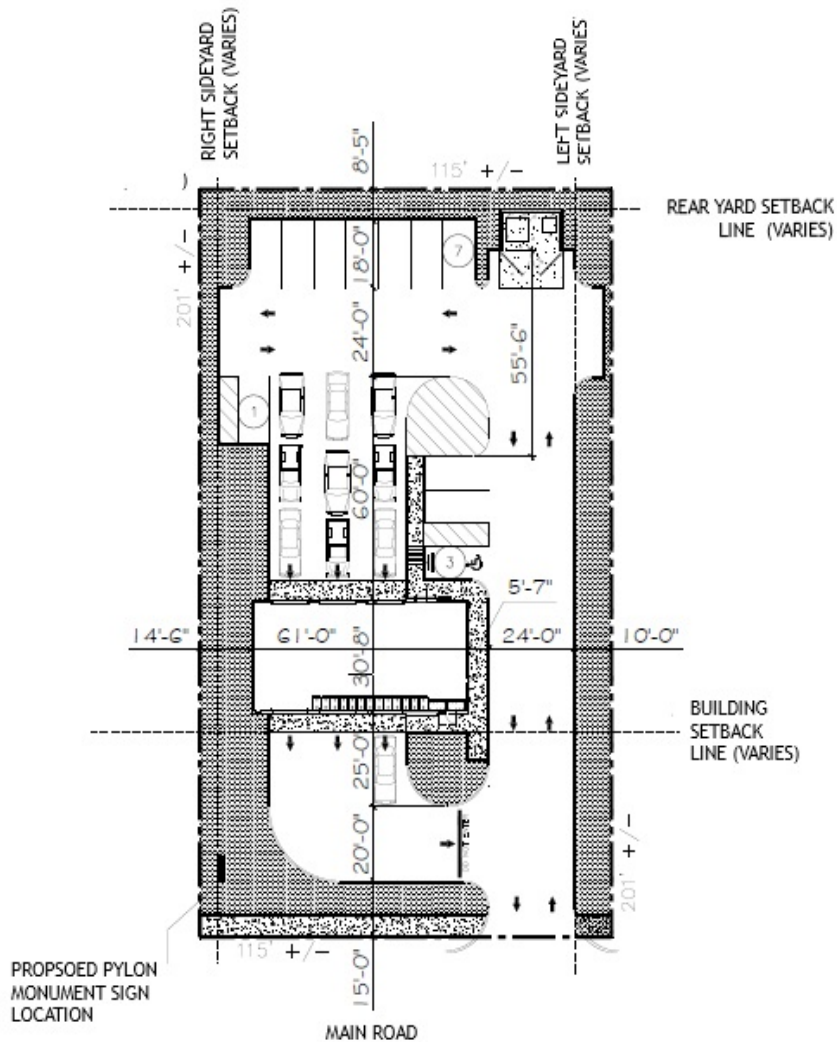 RIGHT SIDEYARD
SETBACK (VARIES)
LEFT SIDEYARD
SETBACK (VARIES)
8'-5"
115' +/-
)
REAR YARD SETBACK
LINE (VARIES)
201' +/-
18'-0"
7
24'-0"
55'-6"
1
60'-0"
3
5'-7"
14'-6"
61'-0"
30'-8"
24'-0"
10'-0"
BUILDING
SETBACK
LINE (VARIES)
25'-0"
20'-0"
201' +/-
115' +/-
15'-0"
PROPSOED PYLON
MONUMENT SIGN
LOCATION
MAIN ROAD